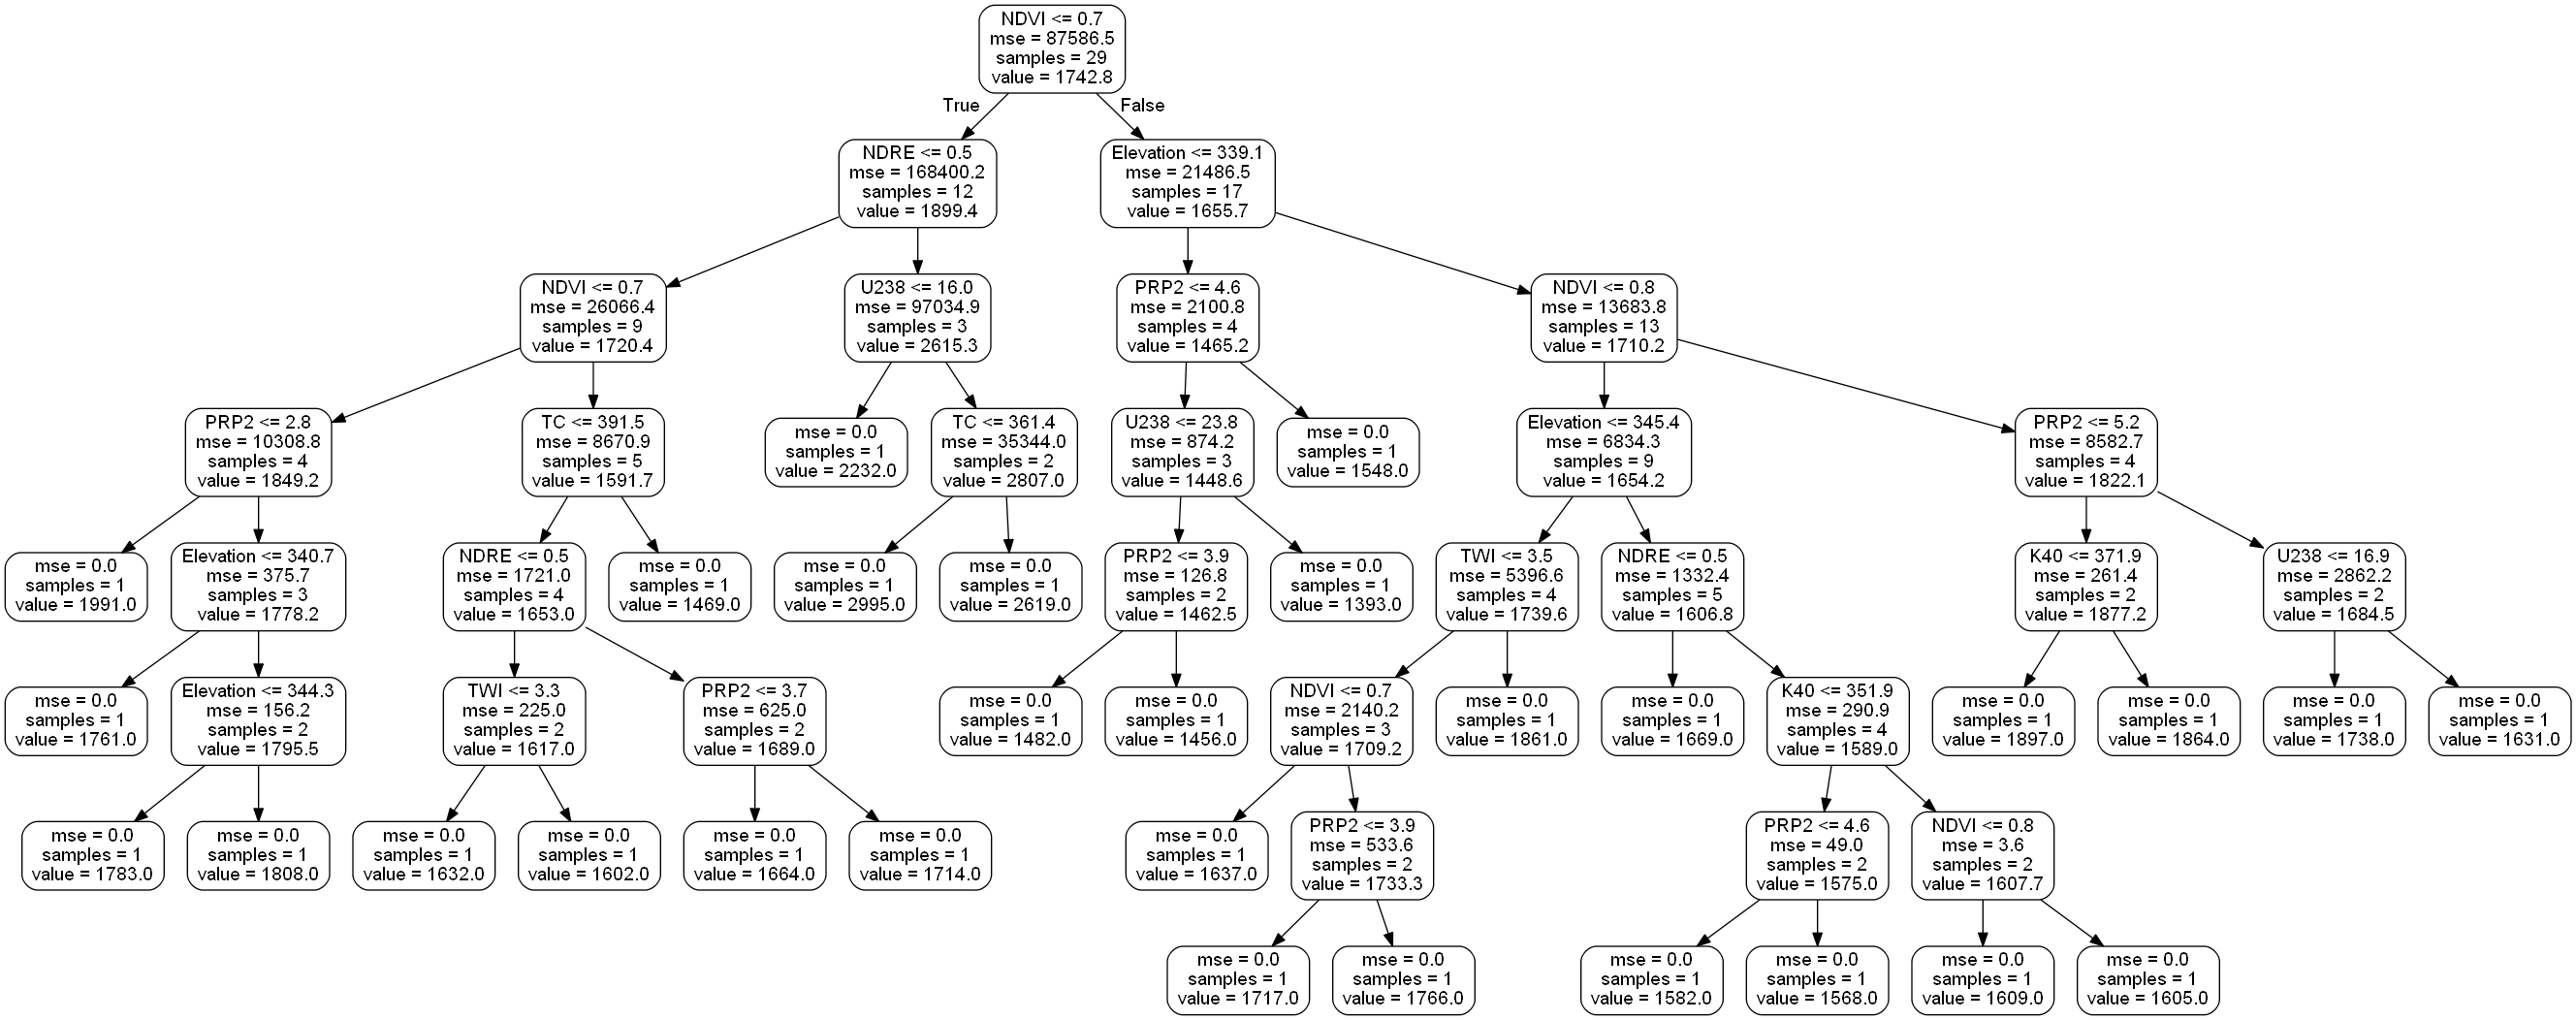 NDVI <= 0.7
mse = 87586.5
samples = 29
value = 1742.8
True
False
NDRE <= 0.5
mse = 168400.2
samples = 12
value = 1899.4
Elevation <= 339.1
mse = 21486.5
samples = 17
value = 1655.7
NDVI <= 0.7
mse = 26066.4
samples = 9
value = 1720.4
U238 <= 16.0
mse = 97034.9
samples = 3
value = 2615.3
PRP2 <= 4.6
mse = 2100.8
samples = 4
value = 1465.2
NDVI <= 0.8
mse = 13683.8
samples = 13
value = 1710.2
PRP2 <= 2.8
mse = 10308.8
samples = 4
value = 1849.2
TC <= 391.5
mse = 8670.9
samples = 5
value = 1591.7
mse = 0.0
samples = 1
value = 2232.0
TC <= 361.4
mse = 35344.0
samples = 2
value = 2807.0
U238 <= 23.8
mse = 874.2
samples = 3
value = 1448.6
mse = 0.0
samples = 1
value = 1548.0
Elevation <= 345.4
mse = 6834.3
samples = 9
value = 1654.2
PRP2 <= 5.2
mse = 8582.7
samples = 4
value = 1822.1
mse = 0.0
samples = 1
value = 1991.0
Elevation <= 340.7
mse = 375.7
samples = 3
value = 1778.2
NDRE <= 0.5
mse = 1721.0
samples = 4
value = 1653.0
mse = 0.0
samples = 1
value = 1469.0
mse = 0.0
samples = 1
value = 2995.0
mse = 0.0
samples = 1
value = 2619.0
PRP2 <= 3.9
mse = 126.8
samples = 2
value = 1462.5
mse = 0.0
samples = 1
value = 1393.0
TWI <= 3.5
mse = 5396.6
samples = 4
value = 1739.6
NDRE <= 0.5
mse = 1332.4
samples = 5
value = 1606.8
K40 <= 371.9
mse = 261.4
samples = 2
value = 1877.2
U238 <= 16.9
mse = 2862.2
samples = 2
value = 1684.5
mse = 0.0
samples = 1
value = 1761.0
Elevation <= 344.3
mse = 156.2
samples = 2
value = 1795.5
TWI <= 3.3
mse = 225.0
samples = 2
value = 1617.0
PRP2 <= 3.7
mse = 625.0
samples = 2
value = 1689.0
mse = 0.0
samples = 1
value = 1482.0
mse = 0.0
samples = 1
value = 1456.0
NDVI <= 0.7
mse = 2140.2
samples = 3
value = 1709.2
mse = 0.0
samples = 1
value = 1861.0
mse = 0.0
samples = 1
value = 1669.0
K40 <= 351.9
mse = 290.9
samples = 4
value = 1589.0
mse = 0.0
samples = 1
value = 1897.0
mse = 0.0
samples = 1
value = 1864.0
mse = 0.0
samples = 1
value = 1738.0
mse = 0.0
samples = 1
value = 1631.0
mse = 0.0
samples = 1
value = 1783.0
mse = 0.0
samples = 1
value = 1808.0
mse = 0.0
samples = 1
value = 1632.0
mse = 0.0
samples = 1
value = 1602.0
mse = 0.0
samples = 1
value = 1664.0
mse = 0.0
samples = 1
value = 1714.0
mse = 0.0
samples = 1
value = 1637.0
PRP2 <= 3.9
mse = 533.6
samples = 2
value = 1733.3
PRP2 <= 4.6
mse = 49.0
samples = 2
value = 1575.0
NDVI <= 0.8
mse = 3.6
samples = 2
value = 1607.7
mse = 0.0
samples = 1
value = 1717.0
mse = 0.0
samples = 1
value = 1766.0
mse = 0.0
samples = 1
value = 1582.0
mse = 0.0
samples = 1
value = 1568.0
mse = 0.0
samples = 1
value = 1609.0
mse = 0.0
samples = 1
value = 1605.0